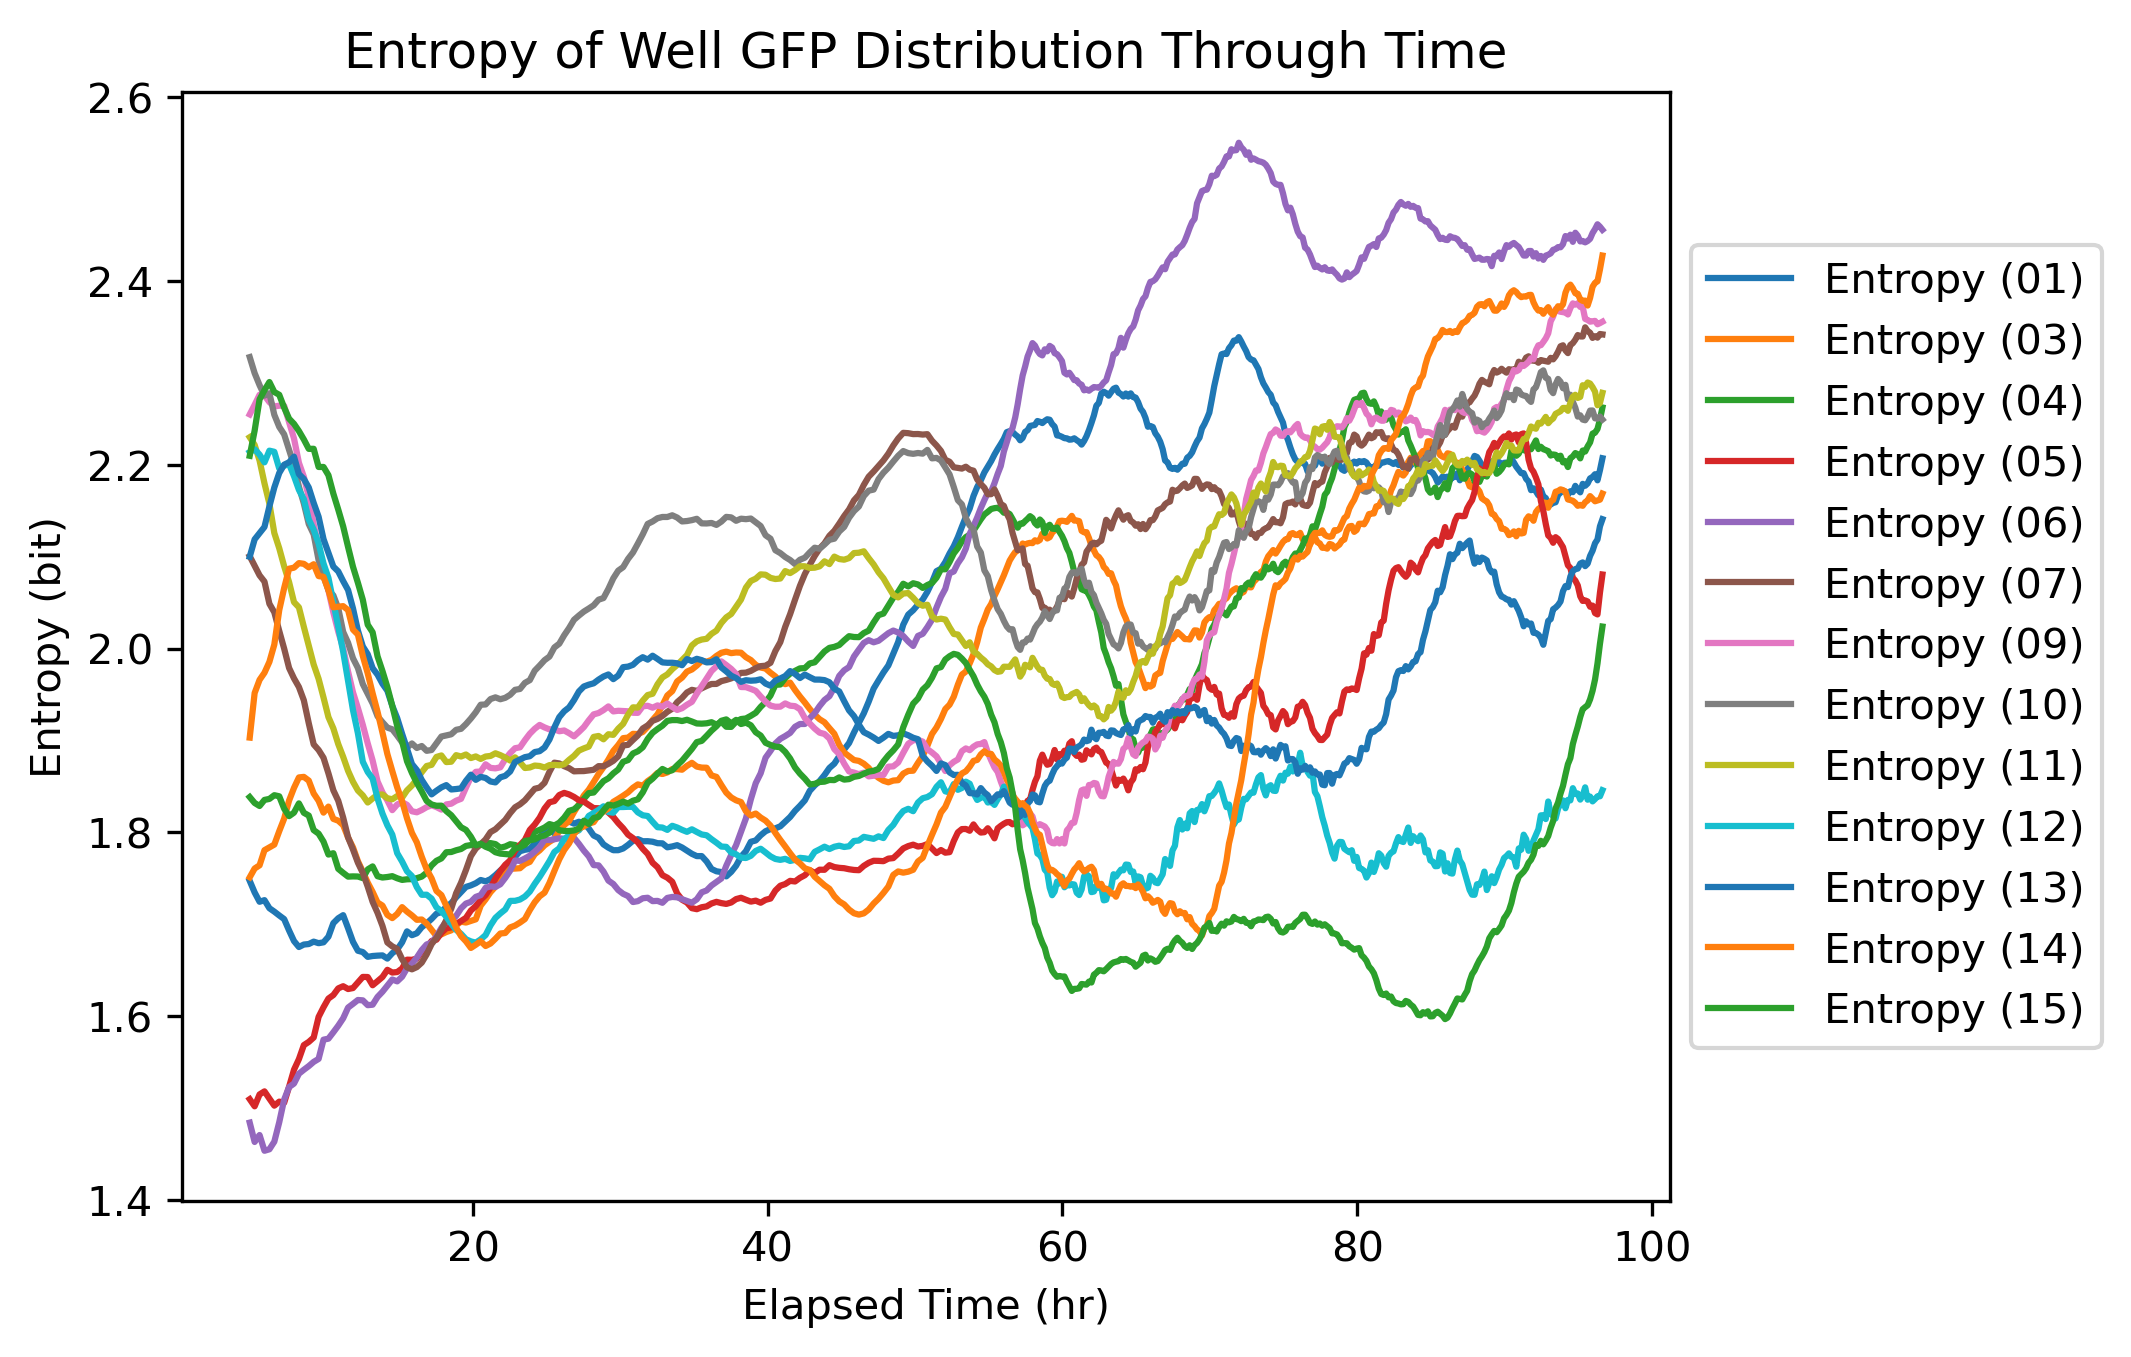 Entropy of Well GFP Distribution Through Time
2.6
2.4
2.2
2.0
1.8
1.6
1.4
Entropy (bit)
20
40
60
80
100
Elapsed Time (hr)
Entropy (01)
Entropy (03)
Entropy (04)
Entropy (05)
Entropy (06)
Entropy (07)
Entropy (09)
Entropy (10)
Entropy (11)
Entropy (12)
Entropy (13)
Entropy (14)
Entropy (15)